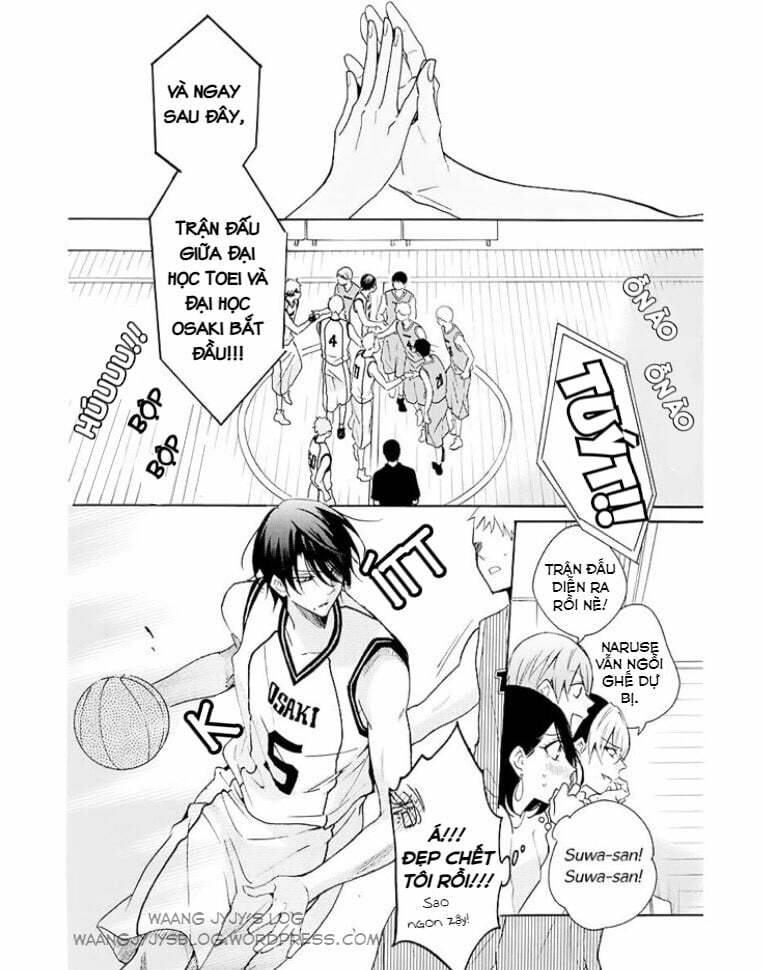 VÀ NGAY
SAU ĐÂY,
TRẬN ĐẤU
GIỮA ĐẠI
HỌC TOEI VÀ
ĐẠI HỌC
OSAKI BẮT
ĐẦU!!!
ỒN ÀO
ỒN ÀO
TUÝT!!
HÚUUUU!!
BỘP
BỘP
4
KÍTTT
TRẬN ĐẤU
DIỄN RA
RỒI NÈ!
NARUSE
VẪN NGỒI
GHẾ DỰ
BỊ.
OSAKI
5
Á!!!
ĐẸP CHẾT
TÔI RỒI!!!
Sao
ngon zậy!
Suwa-san!
Suwa-san!
WAANG JYJY'S LOG
WAANGJYJYSBLOG.WORDPRESS.COM